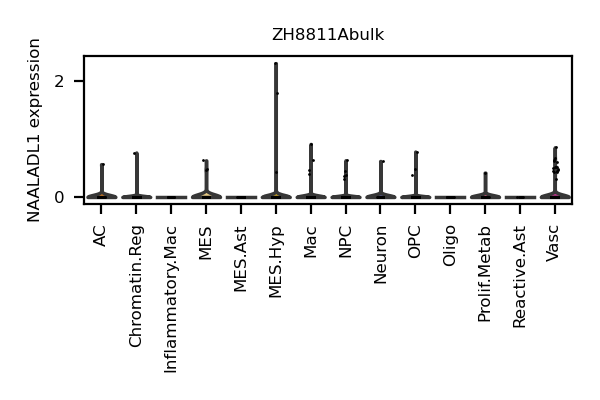 ZH8811Abulk
NAALADL1 expression
2
0
AC
Chromatin.Reg
Inflammatory.Mac
MES
MES.Ast
MES.Hyp
Mac
NPC
Neuron
OPC
Oligo
Prolif.Metab
Reactive.Ast
Vasc